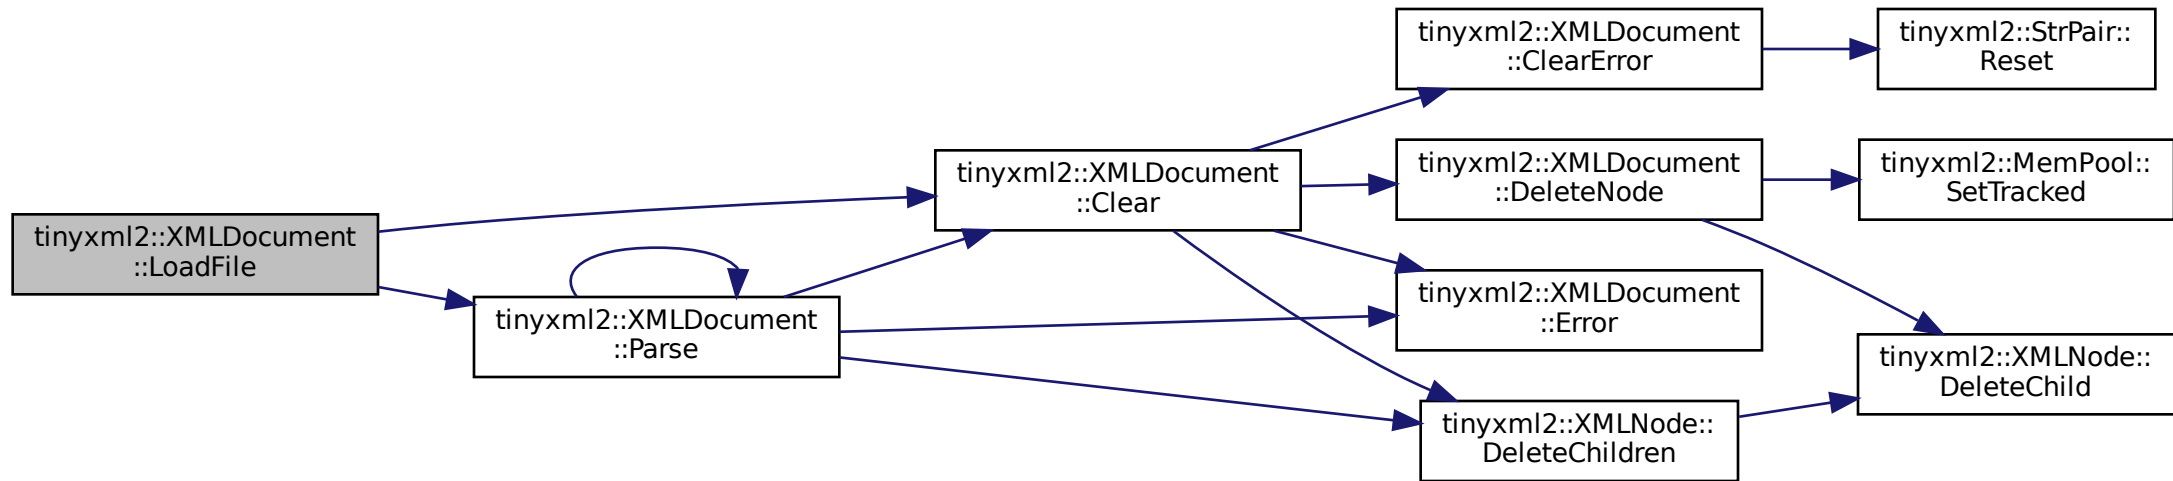 tinyxml2::XMLDocument
::LoadFile
tinyxml2::XMLDocument
::Parse
tinyxml2::XMLDocument
::Clear
tinyxml2::XMLDocument
::ClearError
tinyxml2::StrPair::
Reset
tinyxml2::XMLDocument
::DeleteNode
tinyxml2::MemPool::
SetTracked
tinyxml2::XMLDocument
::Error
tinyxml2::XMLNode::
DeleteChild
tinyxml2::XMLNode::
DeleteChildren